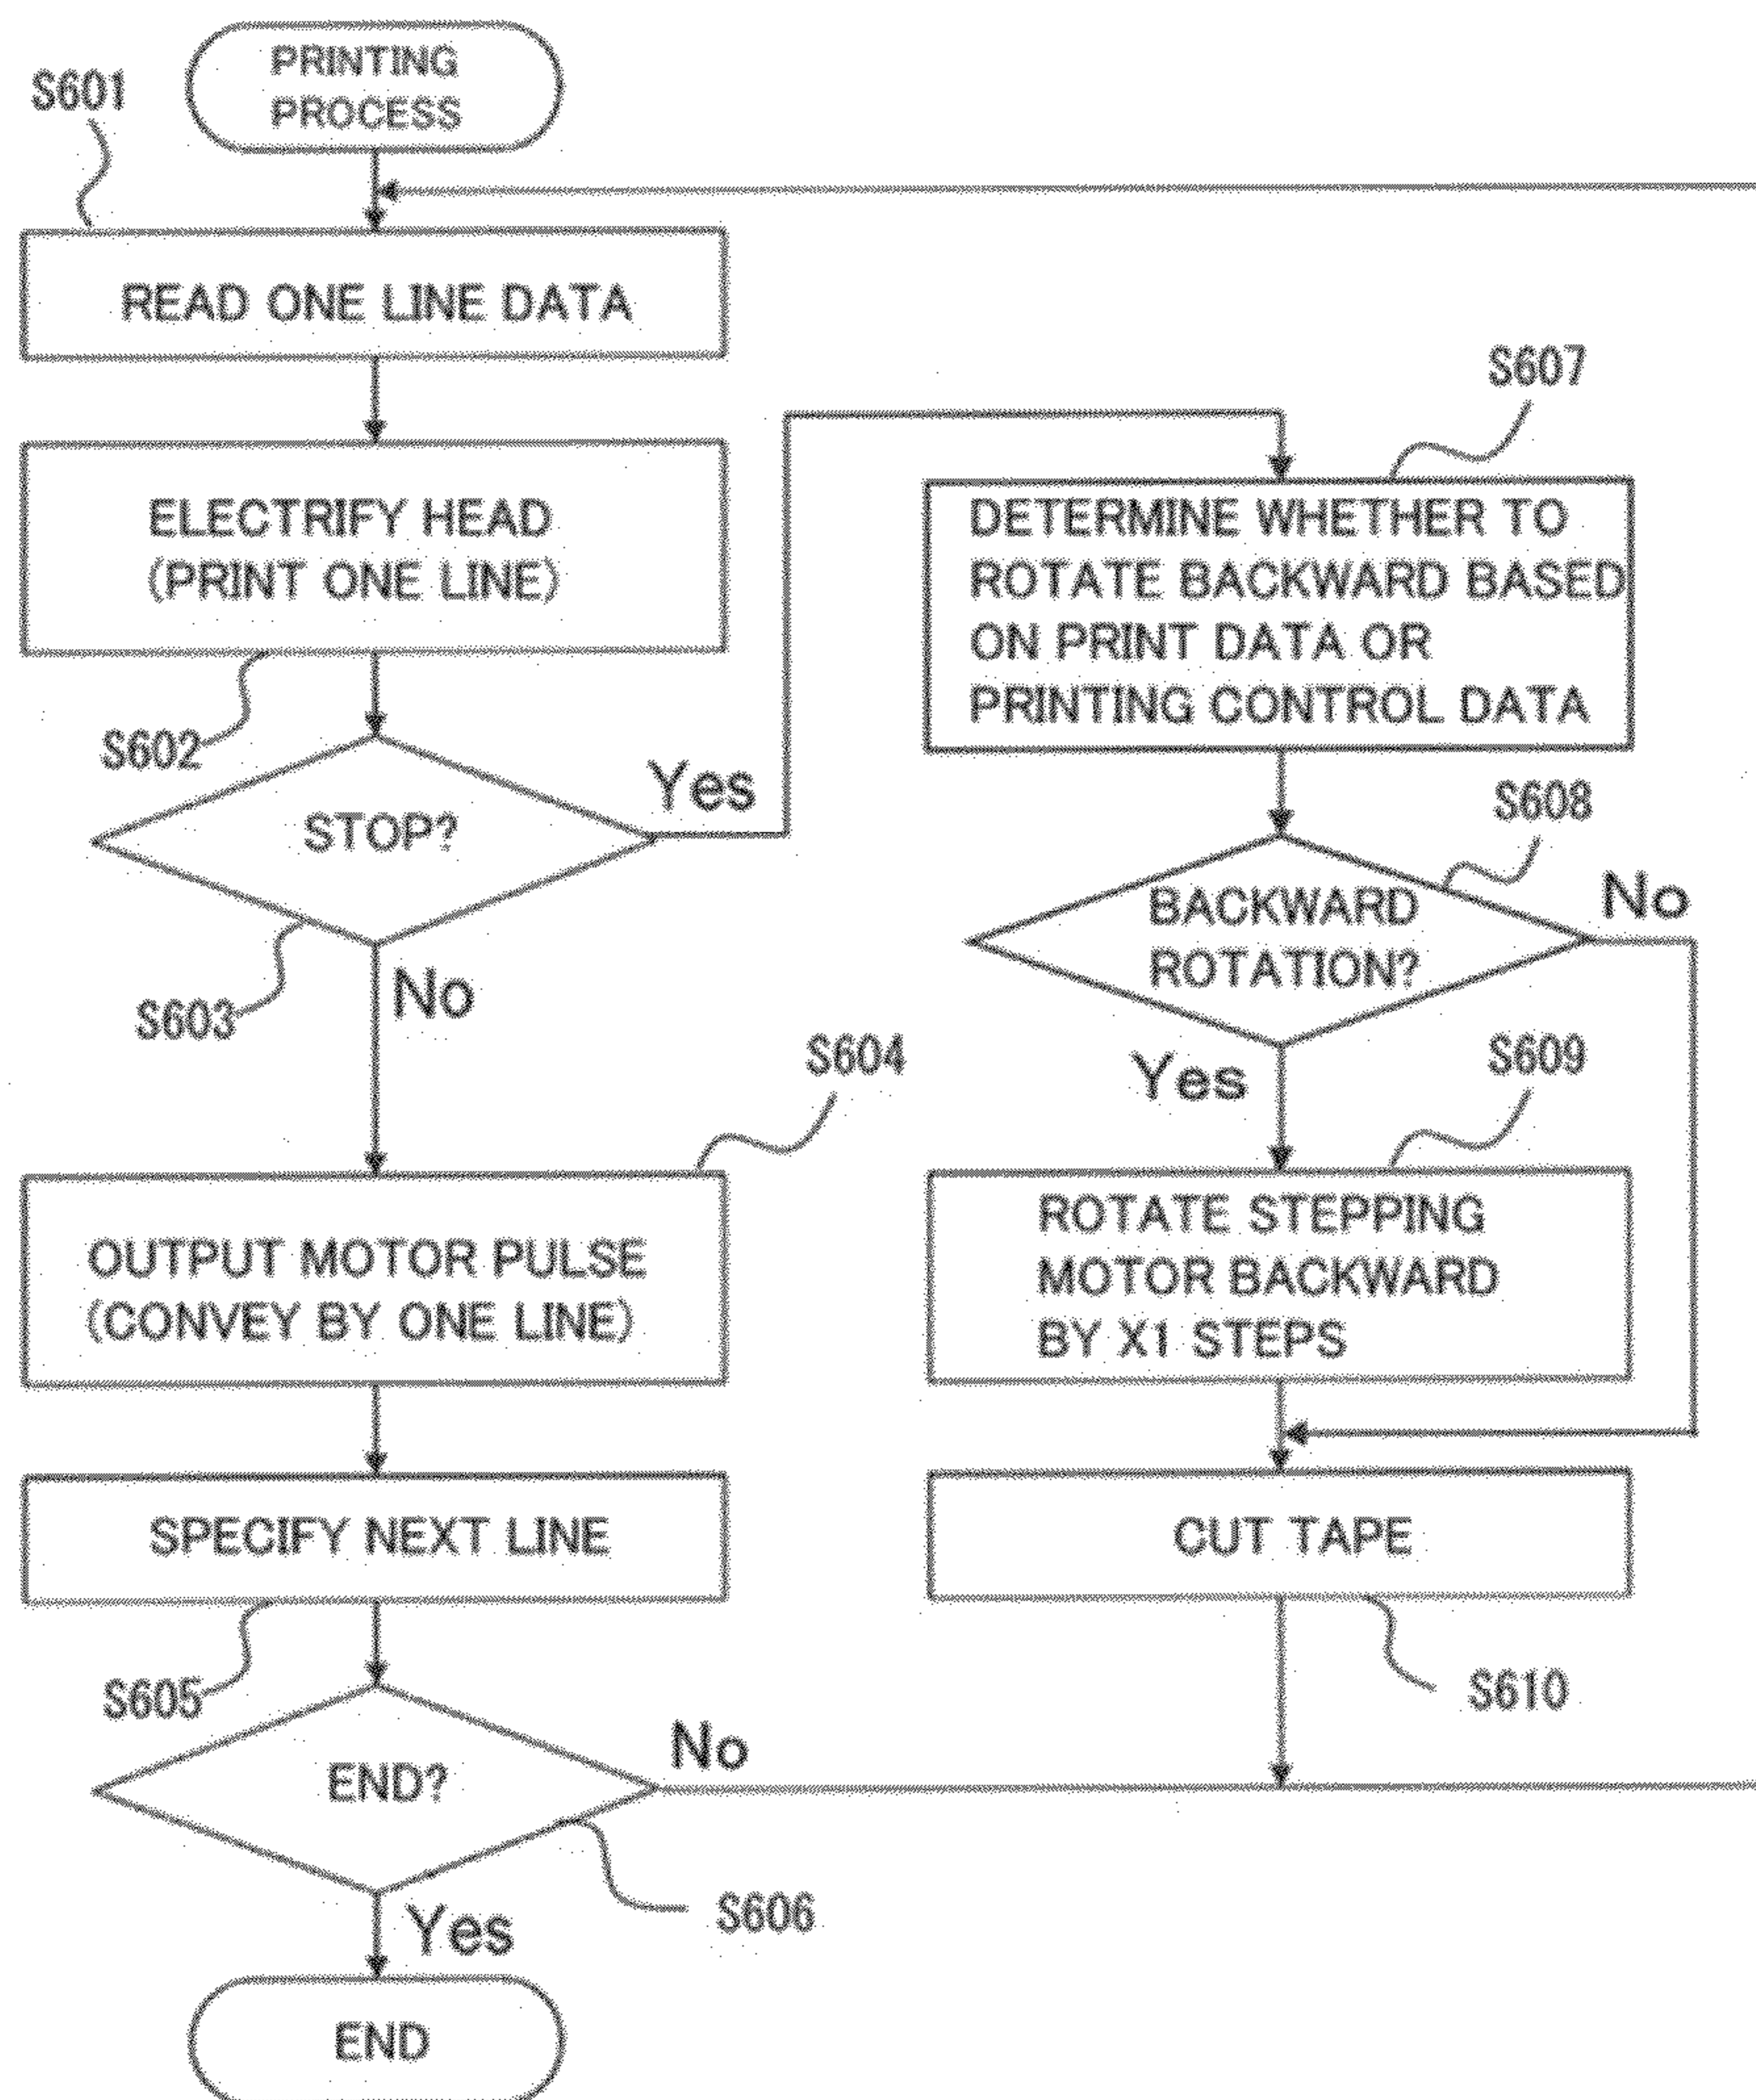 PRINTING
PROCESS
S601
READ ONE LINE DATA
ELECTRIFY HEAD
(PRINT ONE LINE)
S602
STOP?
Yes
No
S603
S604
OUTPUT MOTOR PULSE
(CONVEY BY ONE LINE)
SPECIFY NEXT LINE
S605
END?
No
S606
Yes
END
S607
DETERMINE WHETHER TO
ROTATE BACKWARD BASED
ON PRINT DATA OR
PRINTING CONTROL DATA
S608
BACKWARD
ROTATION?
No
Yes
S609
ROTATE STEPPING
MOTOR BACKWARD
BY X1 STEPS
CUT TAPE
S610